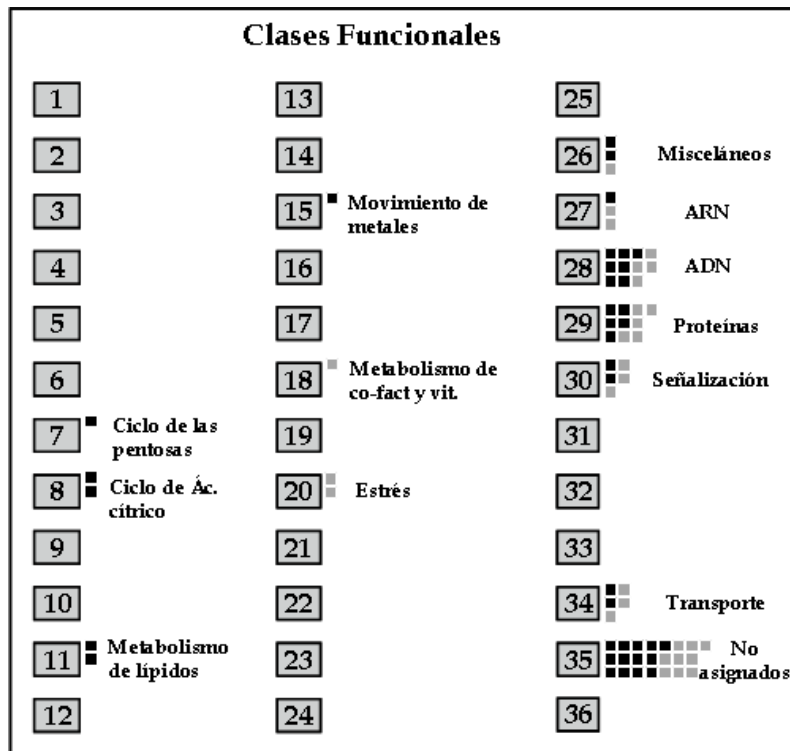 Clases Funcionales
1
2
3
4
5
6
7 Ciclo de las
pentosas
8 Ciclo de Ác.
cítrico
9
10
11 Metabolismo
de lípidos
12
13
14
15 Movimiento de
metales
16
17
18 Metabolismo de
co-fact y vit.
19
20 Estrés
21
22
23
24
25
26 Misceláneos
27 ARN
28 ADN
29 Proteínas
30 Señalización
31
32
33
34 Transporte
35 No
asignados
36